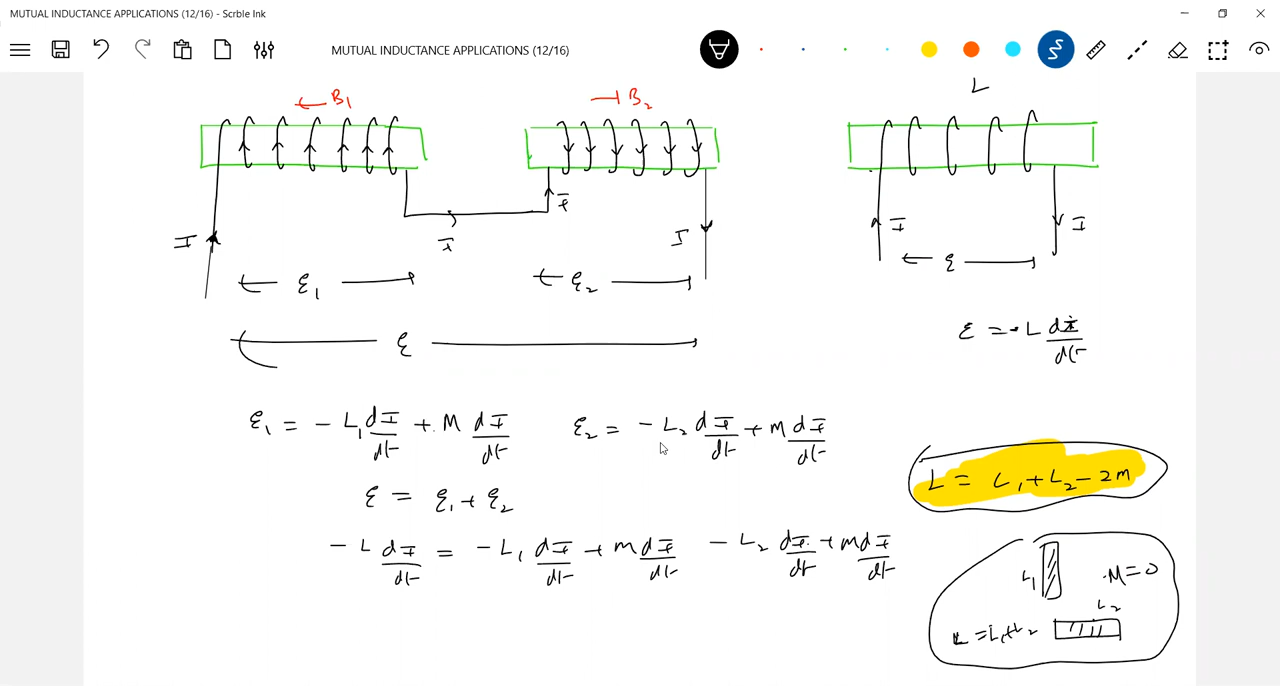 MUTUAL INDUCTANCE APPLICATIONS (12/16) - Scrble Ink
MUTUAL INDUCTANCE APPLICATIONS (12/16)
← B₁
→ B₂
L
I
I
I
I
I
I
ε₁
ε₂
ε
ε
ε = -L dI/dt
ε₁ = - L₁ dI/dt + M dI/dt
ε₂ = - L₂ dI/dt + M dI/dt
L = L₁ + L₂ - 2M
ε = ε₁ + ε₂
- L dI/dt = - L₁ dI/dt + M dI/dt - L₂ dI/dt + M dI/dt
L₁
M = 0
L₂
L = L₁ + L₂